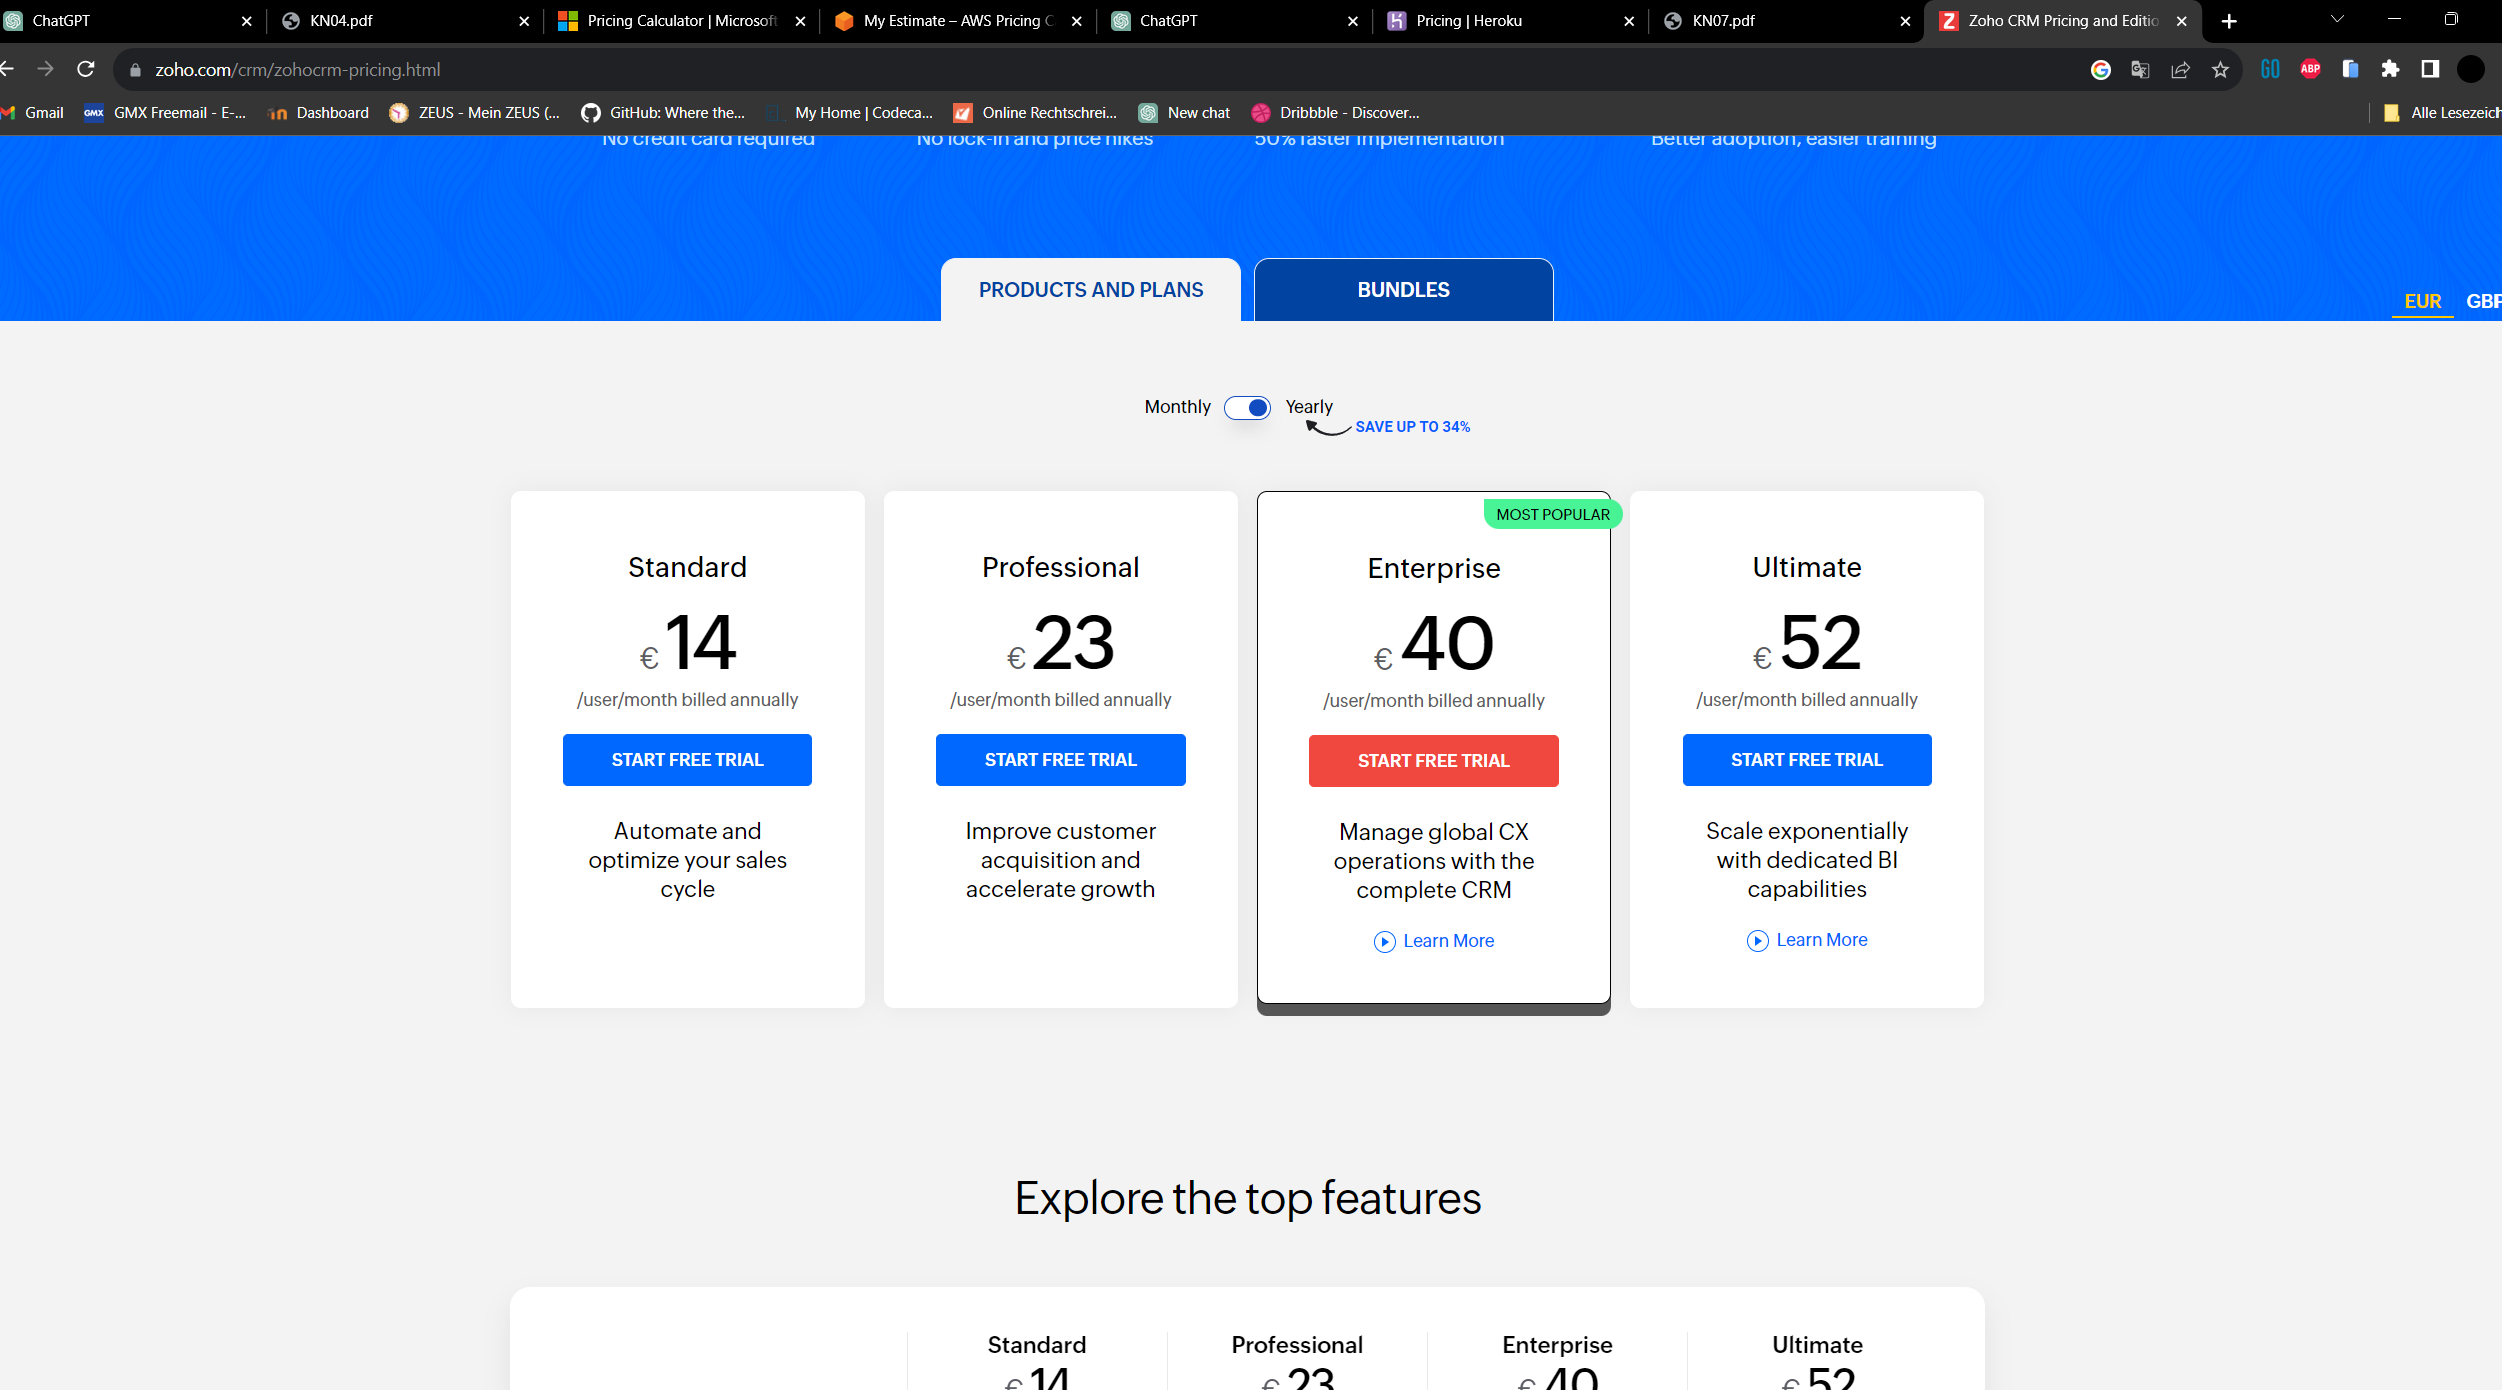 ChatGPT
KN04.pdf
Pricing Calculator | Microsoft
My Estimate – AWS Pricing C
ChatGPT
Pricing | Heroku
KN07.pdf
Zoho CRM Pricing and Editio
zoho.com/crm/zohocrm-pricing.html
GO
ABP
Gmail
GMX
GMX Freemail - E-...
Dashboard
ZEUS - Mein ZEUS (...
GitHub: Where the...
My Home | Codeca...
Online Rechtschrei...
New chat
Dribbble - Discover...
Alle Lesezeich
No credit card required
No lock-in and price hikes
50% faster implementation
Better adoption, easier training
PRODUCTS AND PLANS
BUNDLES
EUR
GBP
Monthly
Yearly
SAVE UP TO 34%
Standard
€ 14
/user/month billed annually
START FREE TRIAL
Automate and
optimize your sales
cycle
Professional
€ 23
/user/month billed annually
START FREE TRIAL
Improve customer
acquisition and
accelerate growth
MOST POPULAR
Enterprise
€ 40
/user/month billed annually
START FREE TRIAL
Manage global CX
operations with the
complete CRM
Learn More
Ultimate
€ 52
/user/month billed annually
START FREE TRIAL
Scale exponentially
with dedicated BI
capabilities
Learn More
Explore the top features
Standard
€ 14
Professional
€ 23
Enterprise
€ 40
Ultimate
€ 52